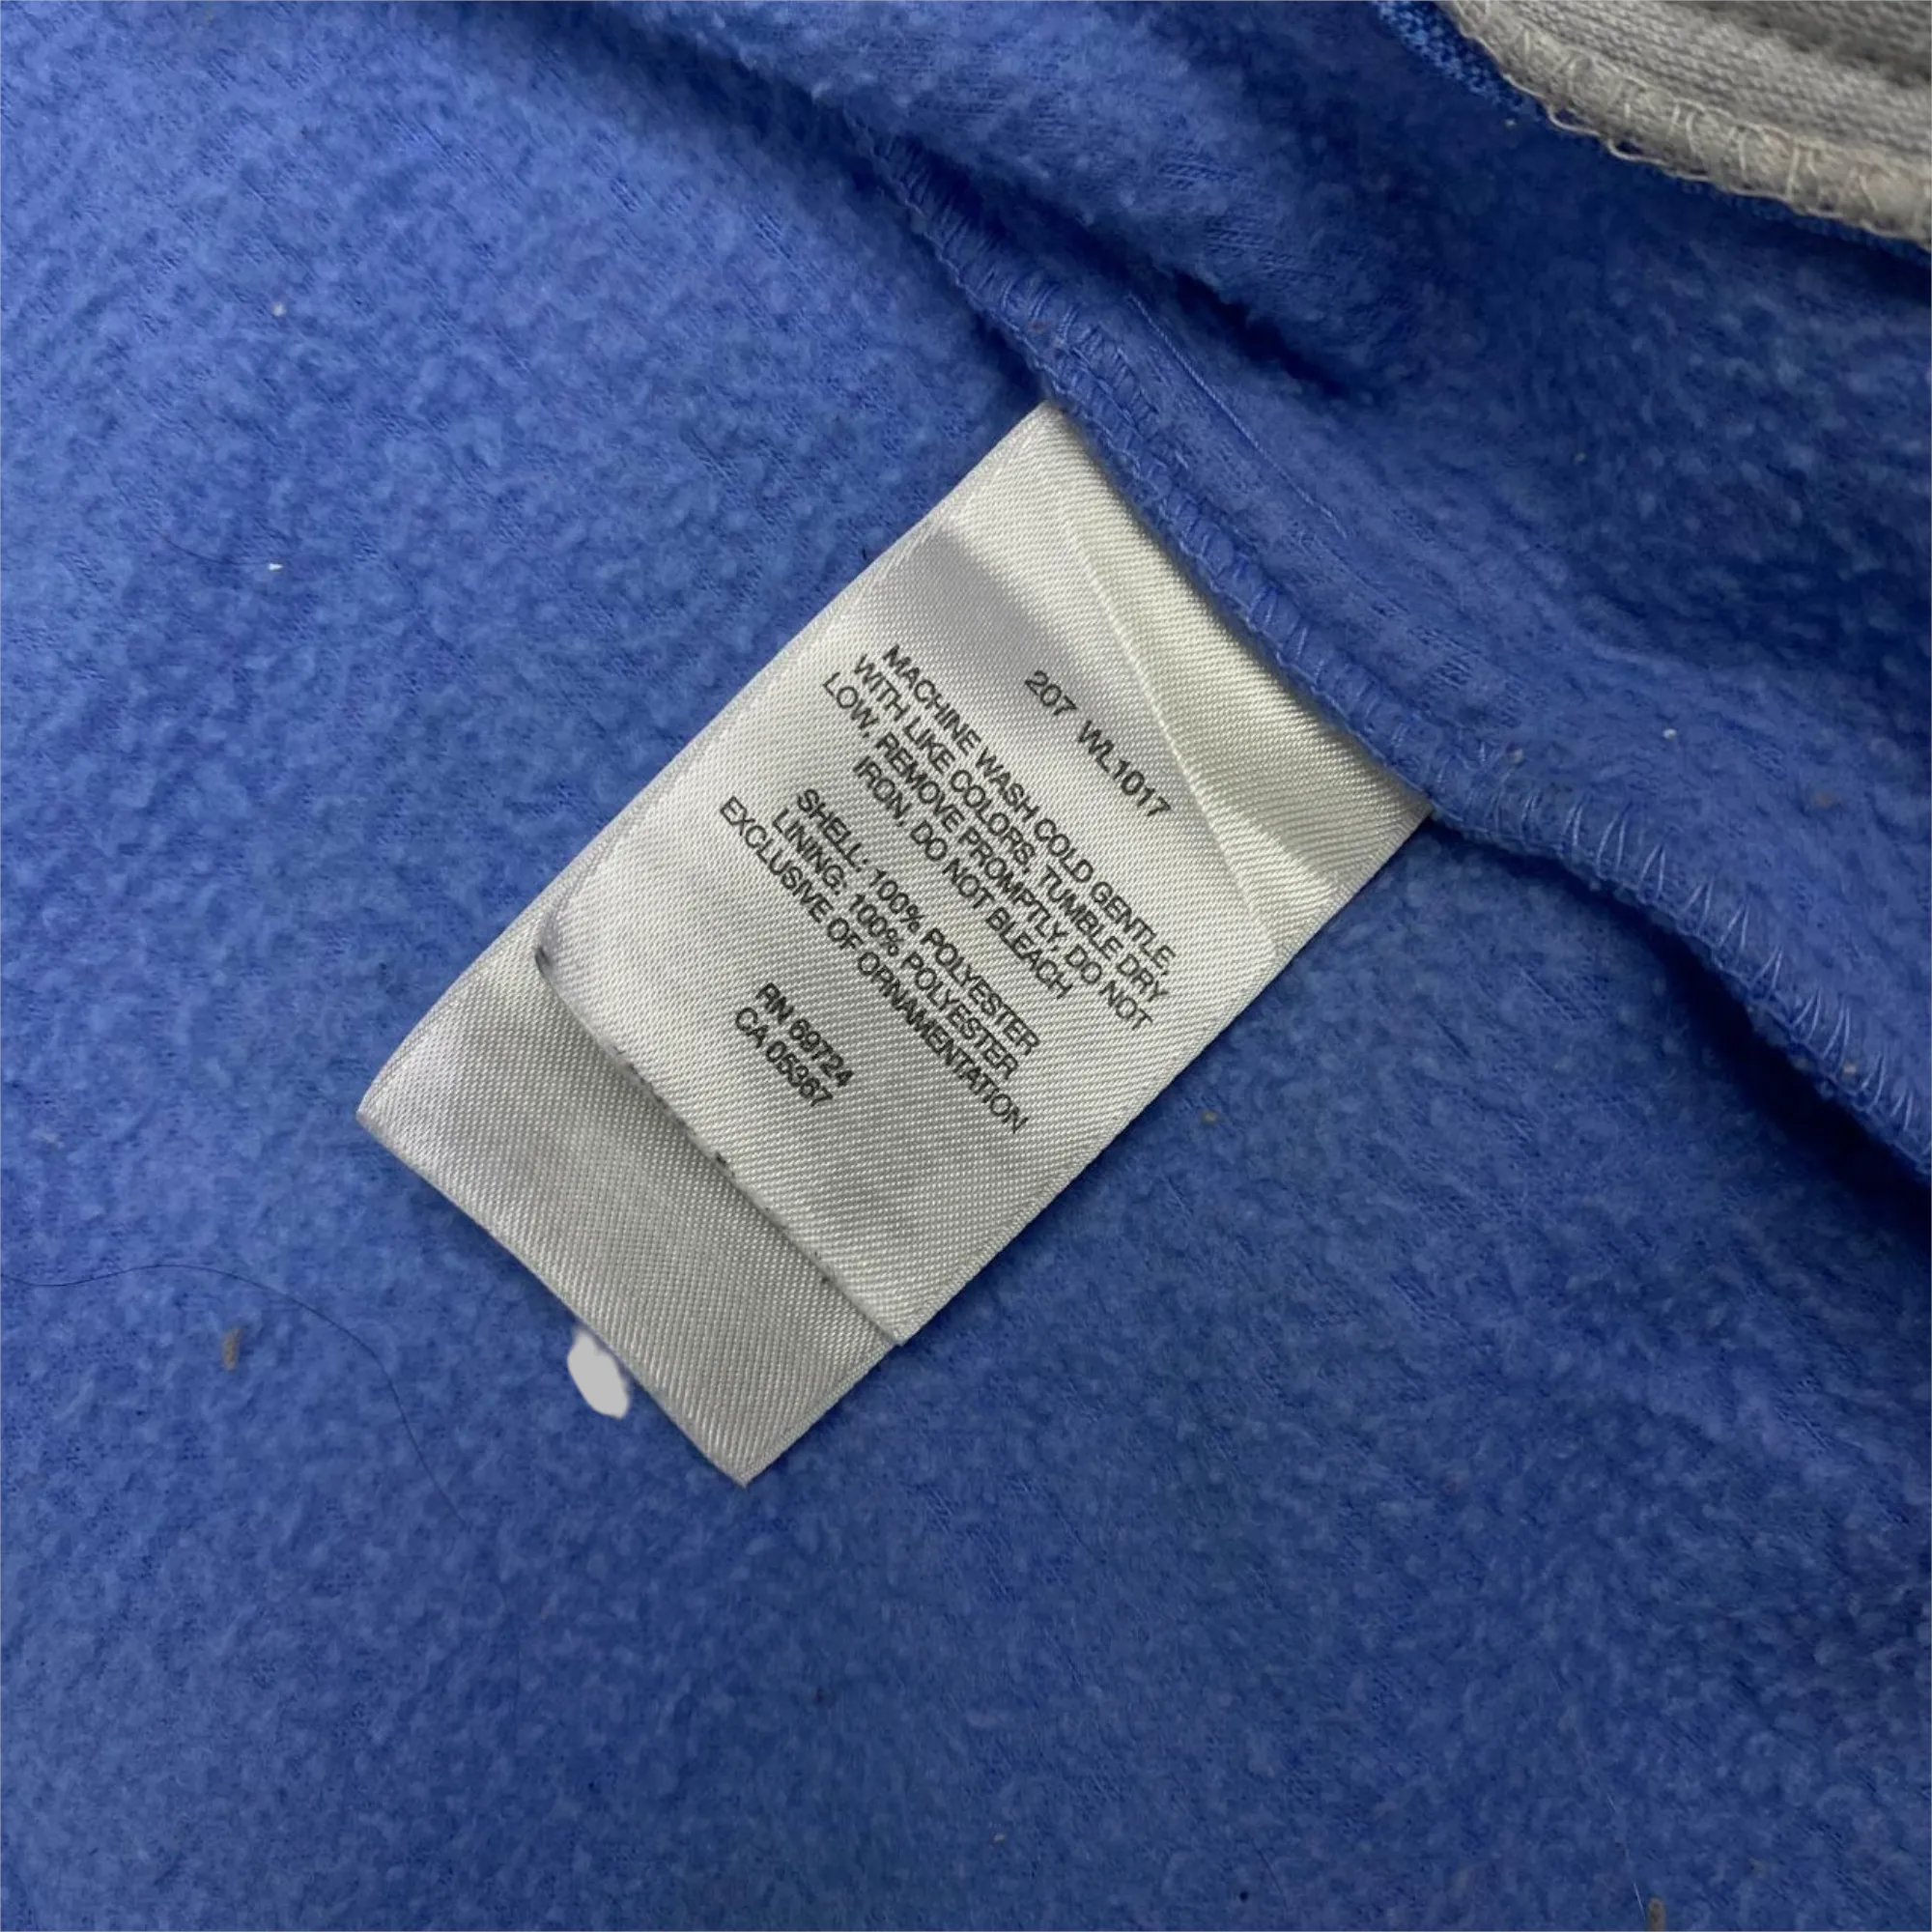 207 WL1017
MACHINE WASH COLD GENTLE,
WITH LIKE COLORS, TUMBLE DRY
LOW, REMOVE PROMPTLY, DO NOT
IRON, DO NOT BLEACH
SHELL: 100% POLYESTER
LINING: 100% POLYESTER
EXCLUSIVE OF ORNAMENTATION
RN 69724
CA 05367